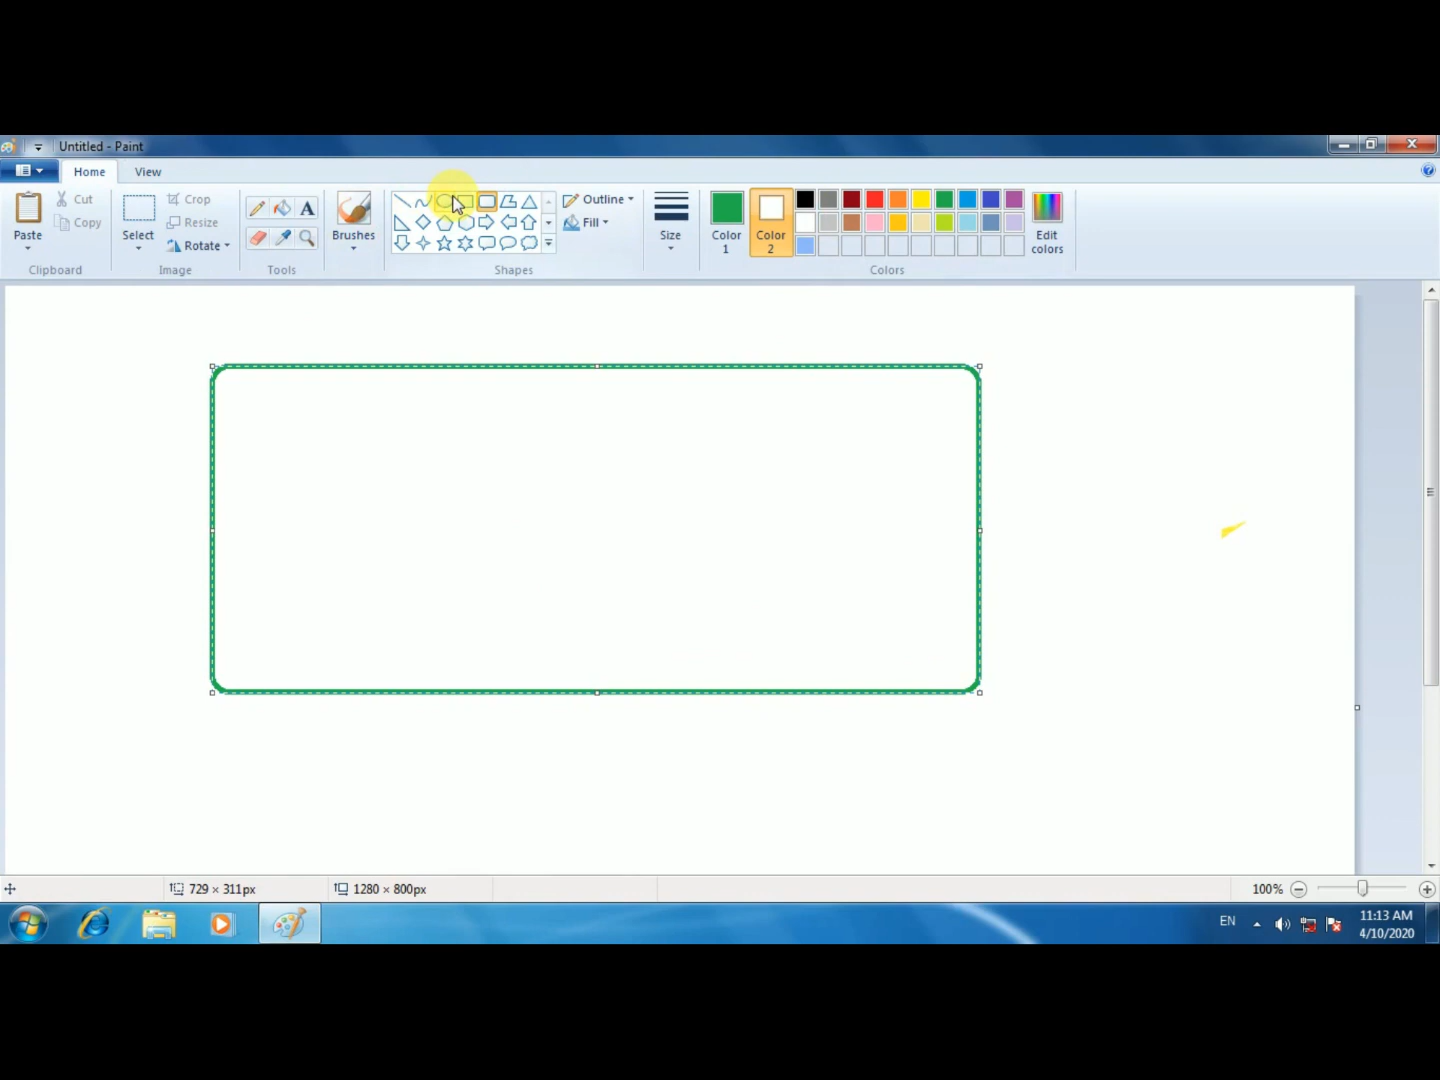 Untitled - Paint
Home View
Cut
Copy
Paste
Clipboard
Select
Crop
Resize
Rotate
Image
A
Tools
Brushes
Shapes
Outline
Fill
Size
Color
1
Color
2
Colors
Edit
colors
729 × 311px
1280 × 800px
100%
EN
11:13 AM
4/10/2020